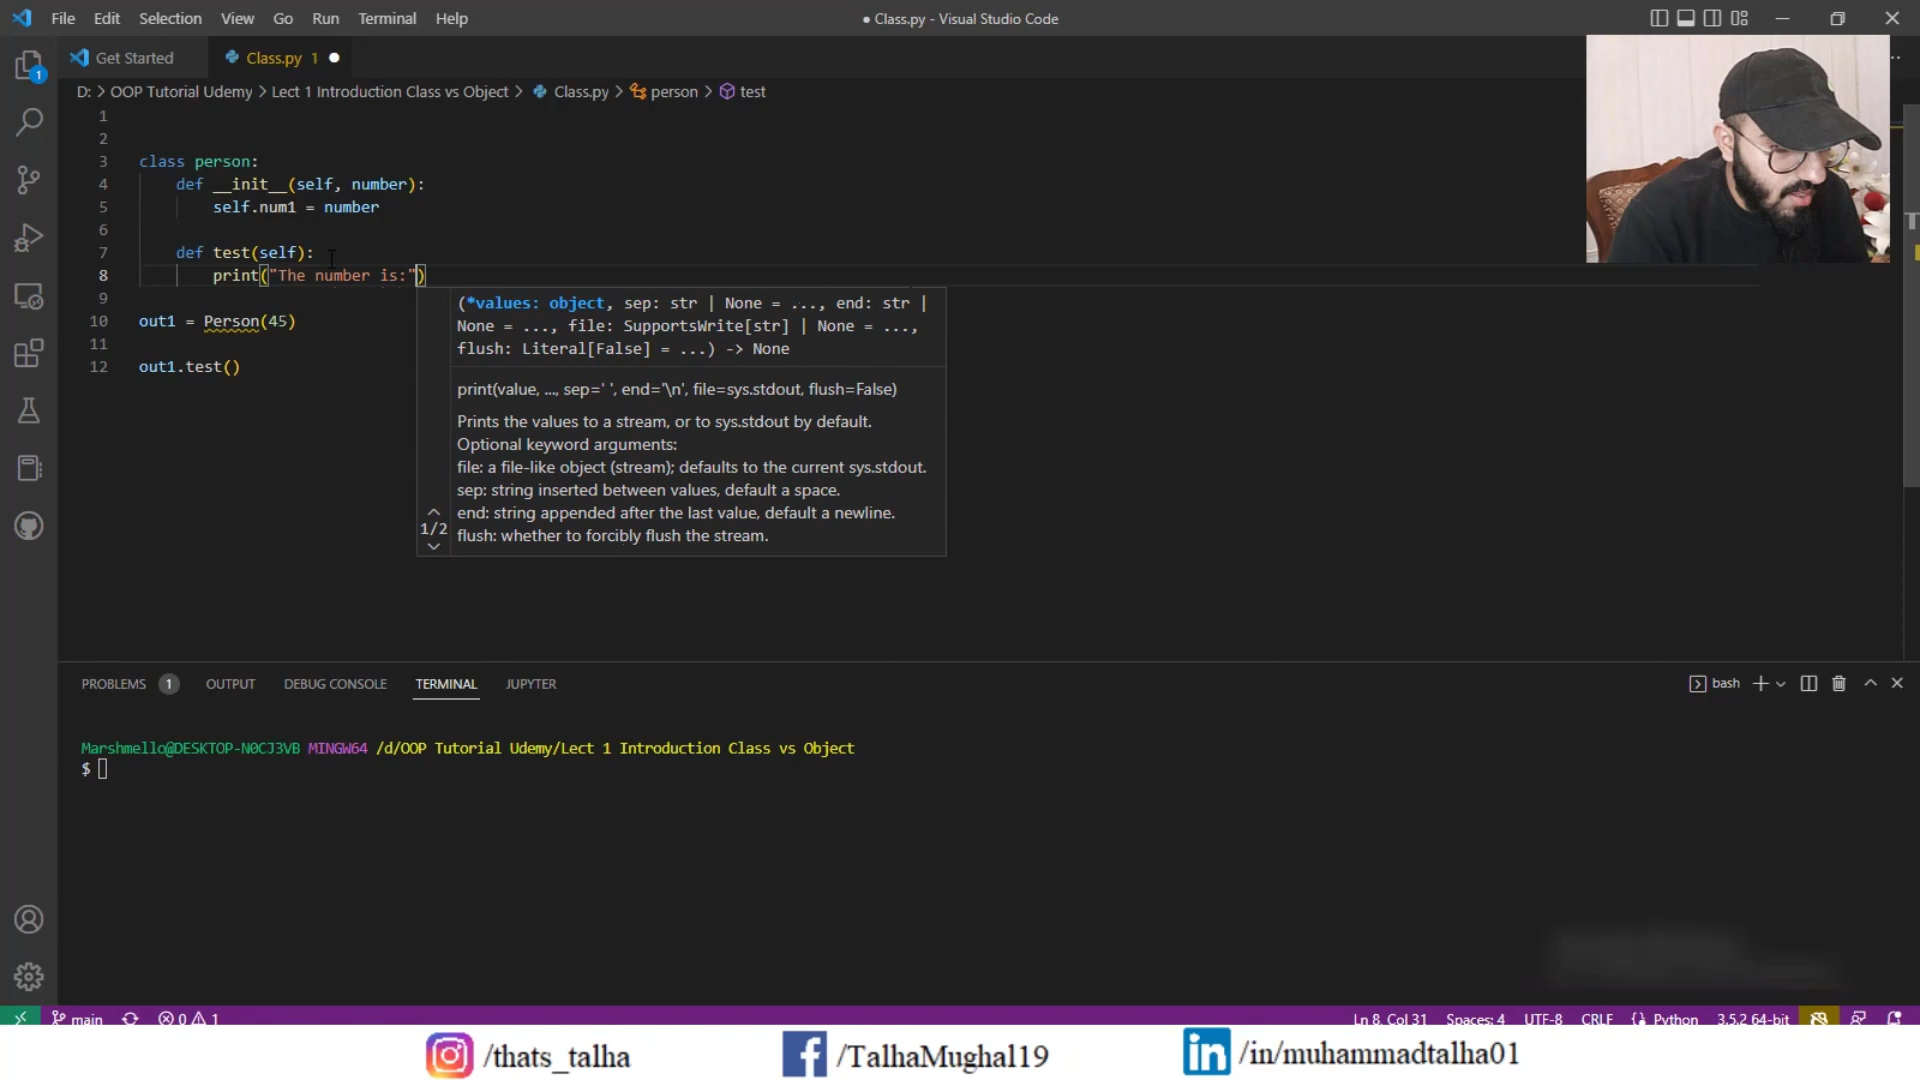 File Edit Selection View Go Run Terminal Help
● Class.py - Visual Studio Code
Get Started Class.py 1
D: > OOP Tutorial Udemy > Lect 1 Introduction Class vs Object > Class.py > person > test
1
2
3 class person:
4 def __init__(self, number):
5 self.num1 = number
6
7 def test(self):
8 print("The number is:")
9
10 out1 = Person(45)
11
12 out1.test()
(*values: object, sep: str | None = ..., end: str |
None = ..., file: SupportsWrite[str] | None = ...,
flush: Literal[False] = ...) -> None
print(value, ..., sep=' ', end='\n', file=sys.stdout, flush=False)
Prints the values to a stream, or to sys.stdout by default.
Optional keyword arguments:
file: a file-like object (stream); defaults to the current sys.stdout.
sep: string inserted between values, default a space.
end: string appended after the last value, default a newline.
flush: whether to forcibly flush the stream.
1/2
PROBLEMS 1 OUTPUT DEBUG CONSOLE TERMINAL JUPYTER
bash
Marshmello@DESKTOP-N0CJ3VB MINGW64 /d/OOP Tutorial Udemy/Lect 1 Introduction Class vs Object
$
main 0 1
Ln 8, Col 31 Spaces: 4 UTF-8 CRLF Python 3.5.2 64-bit
/thats_talha /TalhaMughal19 /in/muhammadtalha01